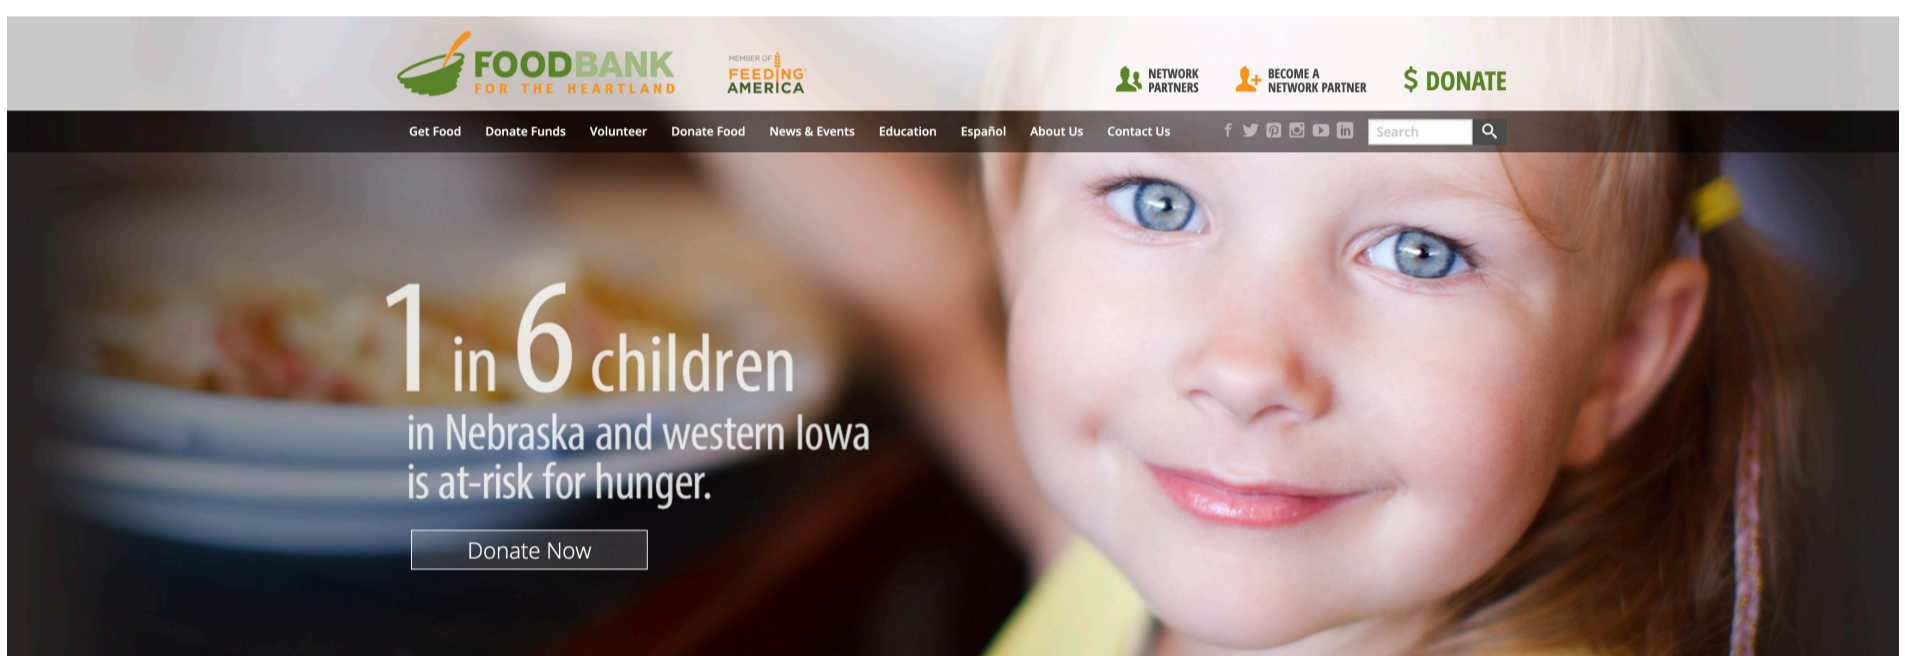 FOODBANK
FOR THE HEARTLAND
MEMBER OF
FEEDING
AMERICA
NETWORK
PARTNERS
BECOME A
NETWORK PARTNER
$ DONATE
Get Food Donate Funds Volunteer Donate Food News & Events Education Español About Us Contact Us
Search
1 in 6 children
in Nebraska and western Iowa
is at-risk for hunger.
Donate Now